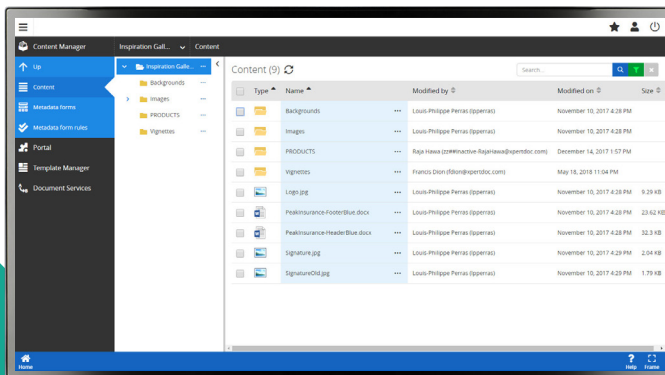 Content Manager
Inspiration Gall...
Content
Up
Content
Metadata forms
Metadata form rules
Portal
Template Manager
Document Services
Inspiration Galle... ...
Backgrounds ...
Images ...
PRODUCTS ...
Vignettes ...
Content (9)
Search...
Type Name Modified by Modified on Size
Backgrounds ... Louis-Philippe Perras (lpperras) November 10, 2017 4:28 PM
Images ... Louis-Philippe Perras (lpperras) November 10, 2017 4:28 PM
PRODUCTS ... Raja Hawa (zz##inactive-RajaHawa@xpertdoc.com) December 14, 2017 1:57 PM
Vignettes ... Francis Dion (fdion@xpertdoc.com) May 18, 2018 11:04 PM
Logo.jpg ... Louis-Philippe Perras (lpperras) November 10, 2017 4:28 PM 9.29 KB
PeakInsurance-FooterBlue.docx ... Louis-Philippe Perras (lpperras) November 10, 2017 4:28 PM 23.62 KB
PeakInsurance-HeaderBlue.docx ... Louis-Philippe Perras (lpperras) November 10, 2017 4:28 PM 32.3 KB
Signature.jpg ... Louis-Philippe Perras (lpperras) November 10, 2017 4:29 PM 2.04 KB
SignatureOld.jpg ... Louis-Philippe Perras (lpperras) November 10, 2017 4:29 PM 1.79 KB
Home
Help
Frame